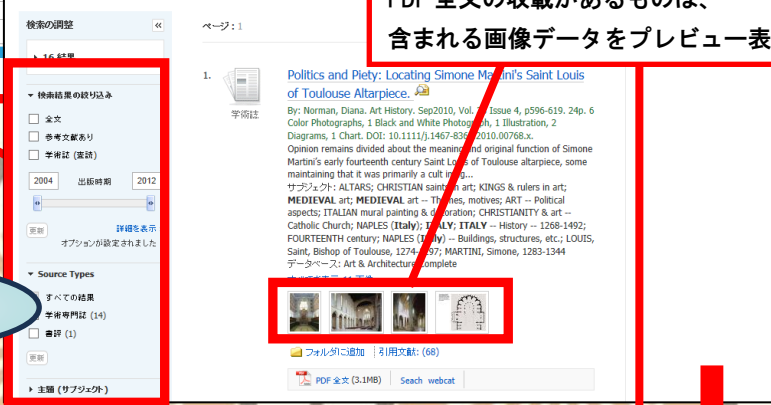 PDF 全文の収載があるものは、
含まれる画像データをプレビュー表
検索の調整
«
ページ: 1
▸ 16 結果
▾ 検索結果の絞り込み
全文
参考文献あり
学術誌 (査読)
2004 出版時期 2012
更新 詳細を表示
オプションが設定されました
▾ Source Types
すべての結果
学術専門誌 (14)
書評 (1)
更新
▸ 主題 (サブジェクト)
1.
学術誌
Politics and Piety: Locating Simone Martini's Saint Louis
of Toulouse Altarpiece.
By: Norman, Diana. Art History. Sep2010, Vol. Issue 4, p596-619. 24p. 6
Color Photographs, 1 Black and White Photograph, 1 Illustration, 2
Diagrams, 1 Chart. DOI: 10.1111/j.1467-836 2010.00768.x.
Opinion remains divided about the meaning and original function of Simone
Martini's early fourteenth century Saint Louis of Toulouse altarpiece, some
maintaining that it was primarily a cult image...
サブジェクト: ALTARS; CHRISTIAN saints in art; KINGS & rulers in art;
MEDIEVAL art; MEDIEVAL art -- Themes, motives; ART -- Political
aspects; ITALIAN mural painting & decoration; CHRISTIANITY & art --
Catholic Church; NAPLES (Italy); ITALY; ITALY -- History -- 1268-1492;
FOURTEENTH century; NAPLES (Italy) -- Buildings, structures, etc.; LOUIS,
Saint, Bishop of Toulouse, 1274-1297; MARTINI, Simone, 1283-1344
データベース: Art & Architecture Complete
フォルダに追加 引用文献: (68)
PDF 全文 (3.1MB) Seach webcat